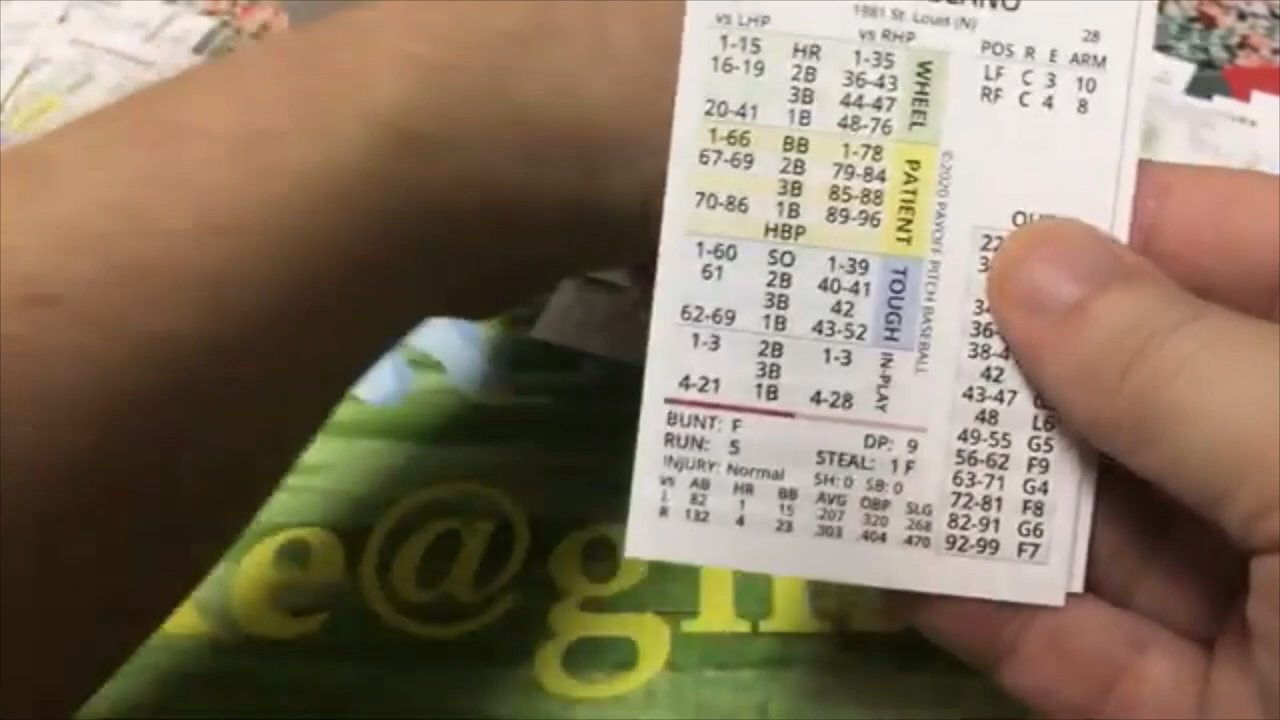 1981 St. Louis (N)
vs LHP vs RHP
28
POS R E ARM
LF C 3 10
RF C 4 8
1-15 HR 1-35
16-19 2B 36-43
3B 44-47
20-41 1B 48-76
WHEEL
1-66 BB 1-78
67-69 2B 79-84
3B 85-88
70-86 1B 89-96
HBP
PATIENT
1-60 SO 1-39
61 2B 40-41
3B 42
62-69 1B 43-52
TOUGH
1-3 2B 1-3
3B
4-21 1B 4-28
IN-PLAY
©2020 PAYOFF PITCH BASEBALL
BUNT: F DP: 9
RUN: 5 STEAL: 1 F
INJURY: Normal SH: 0 SB: 0
vs AB HR BB AVG OBP SLG
L 82 1 15 .207 .320 .268
R 132 4 23 .303 .404 .470
42
43-47
48 L6
49-55 G5
56-62 F9
63-71 G4
72-81 F8
82-91 G6
92-99 F7
e@g